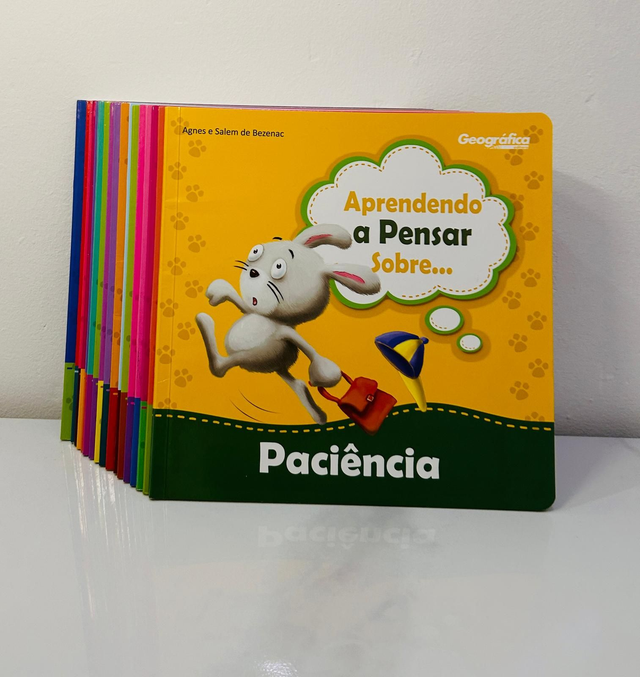 Agnes e Salem de Bezenac
Geográfica
Aprendendo
a Pensar
Sobre...
Paciência